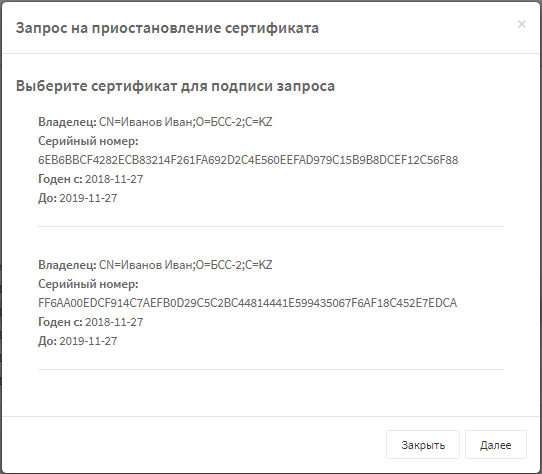 Запрос на приостановление сертификата
×
Выберите сертификат для подписи запроса
Владелец: CN=Иванов Иван;O=БСС-2;C=KZ
Серийный номер:
6EB6BBCF4282ECB83214F261FA692D2C4E560EEFAD979C15B9B8DCEF12C56F88
Годен с: 2018-11-27
До: 2019-11-27
Владелец: CN=Иванов Иван;O=БСС-2;C=KZ
Серийный номер:
FF6AA00EDCF914C7AEFB0D29C5C2BC44814441E599435067F6AF18C452E7EDCA
Годен с: 2018-11-27
До: 2019-11-27
Закрыть
Далее